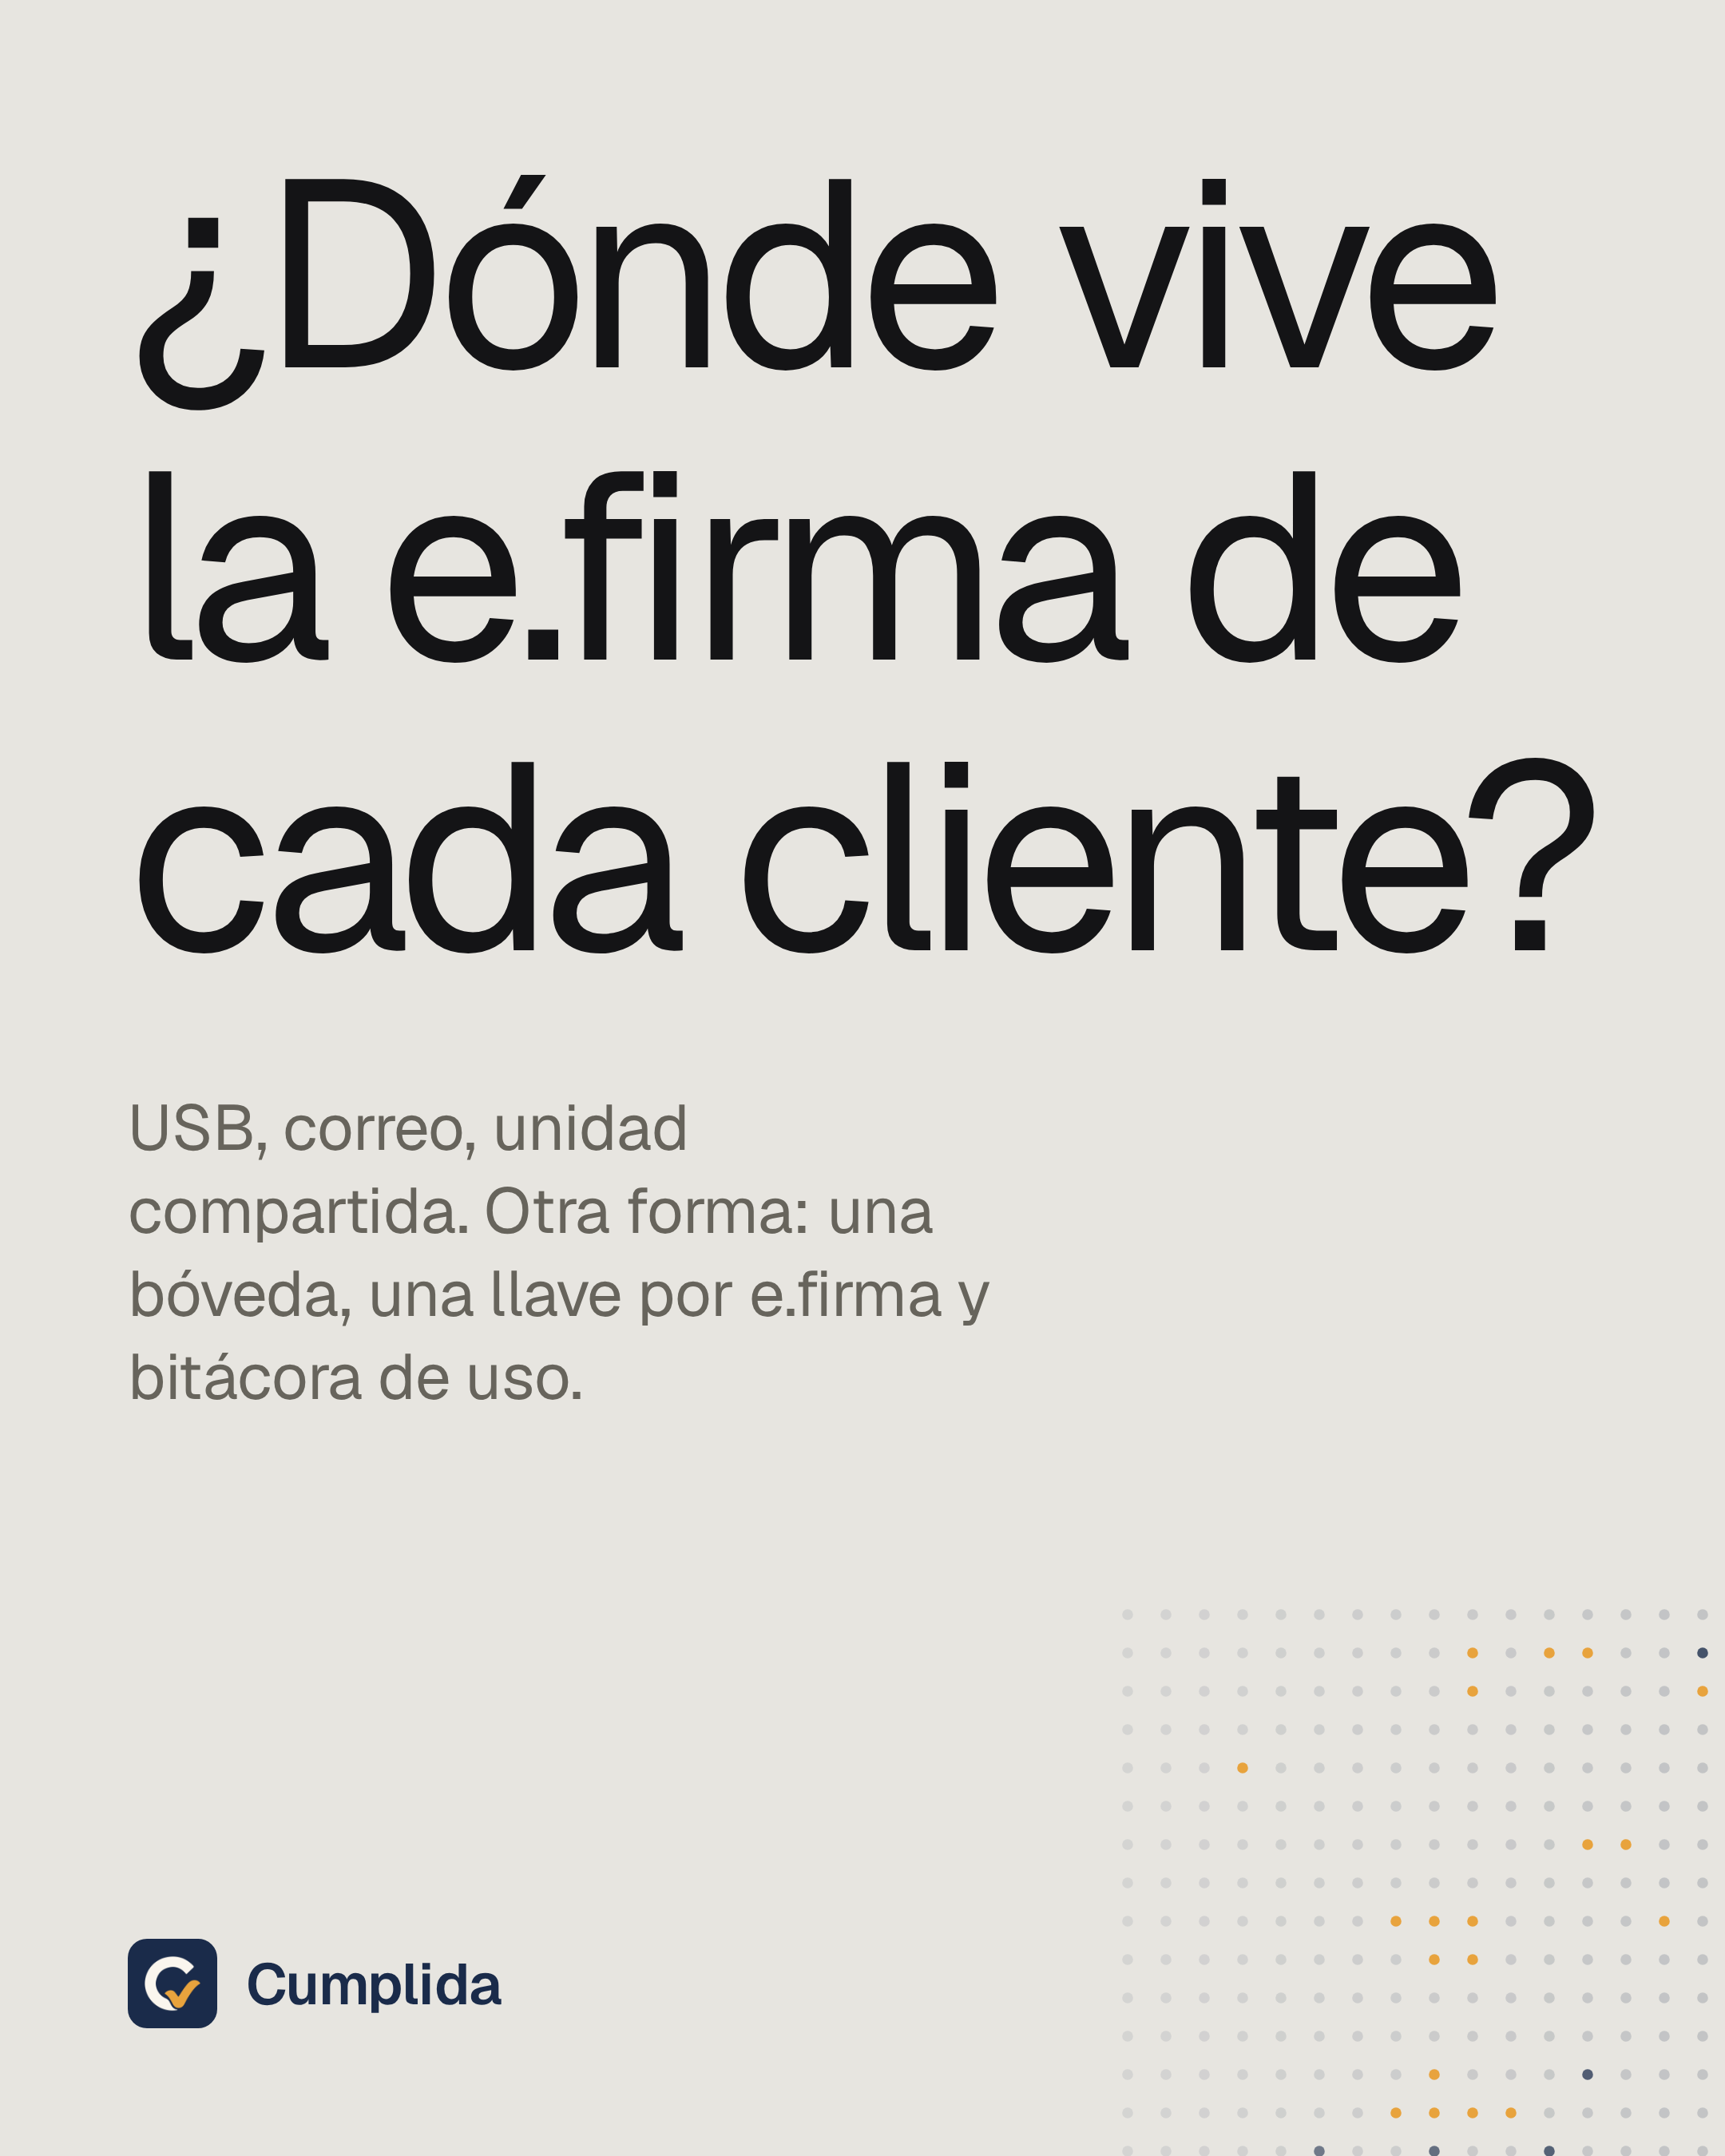 ¿Dónde vive
la e.firma de
cada cliente?
USB, correo, unidad
compartida. Otra forma: una
bóveda, una llave por e.firma y
bitácora de uso.
Cumplida